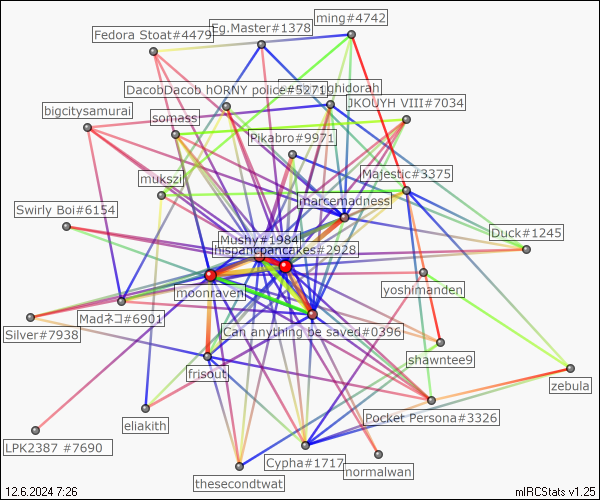 ming#4742
Eg.Master#1378
Fedora Stoat#4479
DacobDacob hORNY police#5271
ghidorah
JKOUYH VIII#7034
bigcitysamurai
somass
Pikabro#9971
Majestic#3375
mukszi
marcemadness
Swirly Boi#6154
Duck#1245
Mushy#1984
hispancpancakes#2928
moonraven
yoshimanden
Madネコ#6901
Can anything be saved#0396
Silver#7938
shawntee9
frisout
zebula
Pocket Persona#3326
eliakith
LPK2387 #7690
Cypha#1717
normalwan
thesecondtwat
12.6.2024 7:26
mIRCStats v1.25